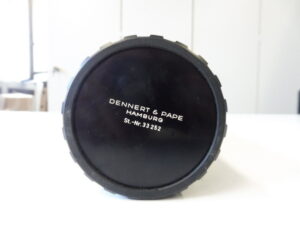 DENNERT & PAPE
HAMBURG
St.-Nr. 33 252